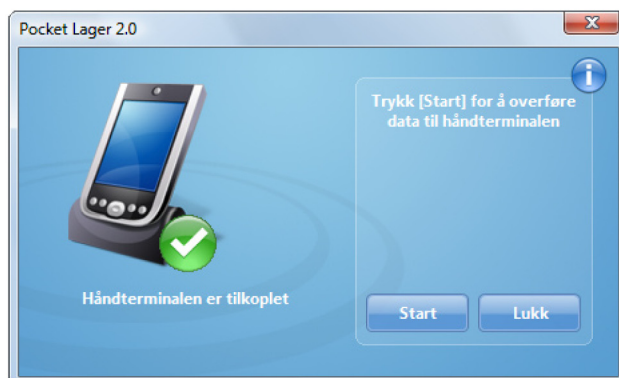 Pocket Lager 2.0
Trykk [Start] for å overføre
data til håndterminalen
Håndterminalen er tilkoplet
Start
Lukk